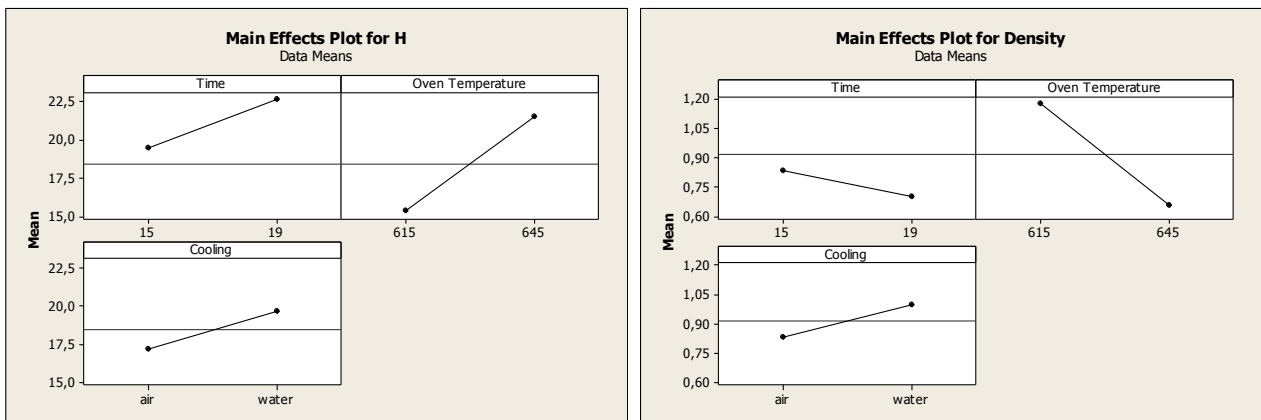 Main Effects Plot for H
Data Means
Time
Oven Temperature
22,5
20,0
17,5
15,0
15
19
615
645
Cooling
22,5
20,0
17,5
15,0
air
water
Mean
Main Effects Plot for Density
Data Means
Time
Oven Temperature
1,20
1,05
0,90
0,75
0,60
15
19
615
645
Cooling
1,20
1,05
0,90
0,75
0,60
air
water
Mean